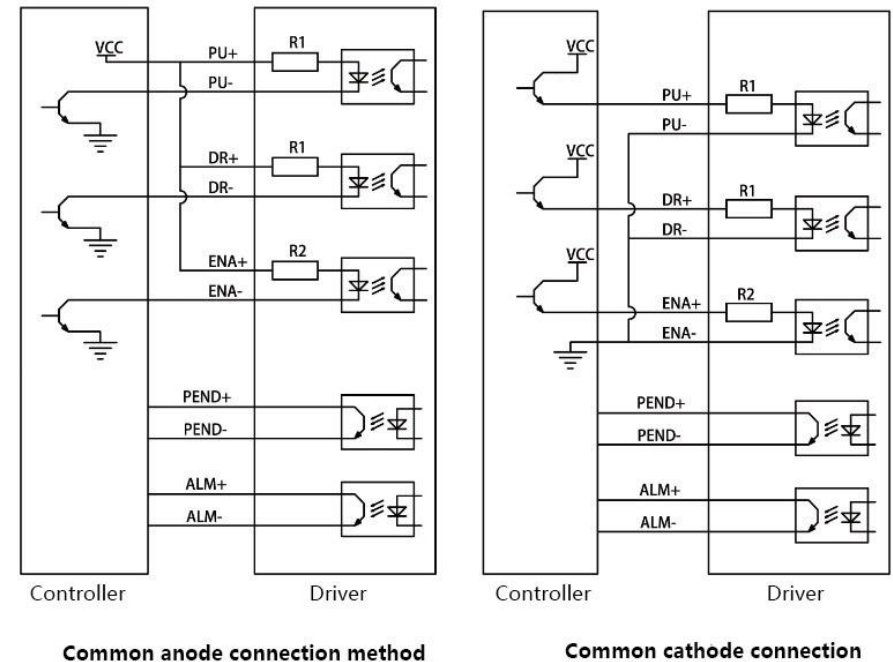 VCC
PU+
R1
PU-
DR+
R1
DR-
ENA+
R2
ENA-
PEND+
PEND-
ALM+
ALM-
Controller
Driver
Common anode connection method
VCC
PU+
R1
PU-
VCC
DR+
R1
DR-
VCC
ENA+
R2
ENA-
PEND+
PEND-
ALM+
ALM-
Controller
Driver
Common cathode connection